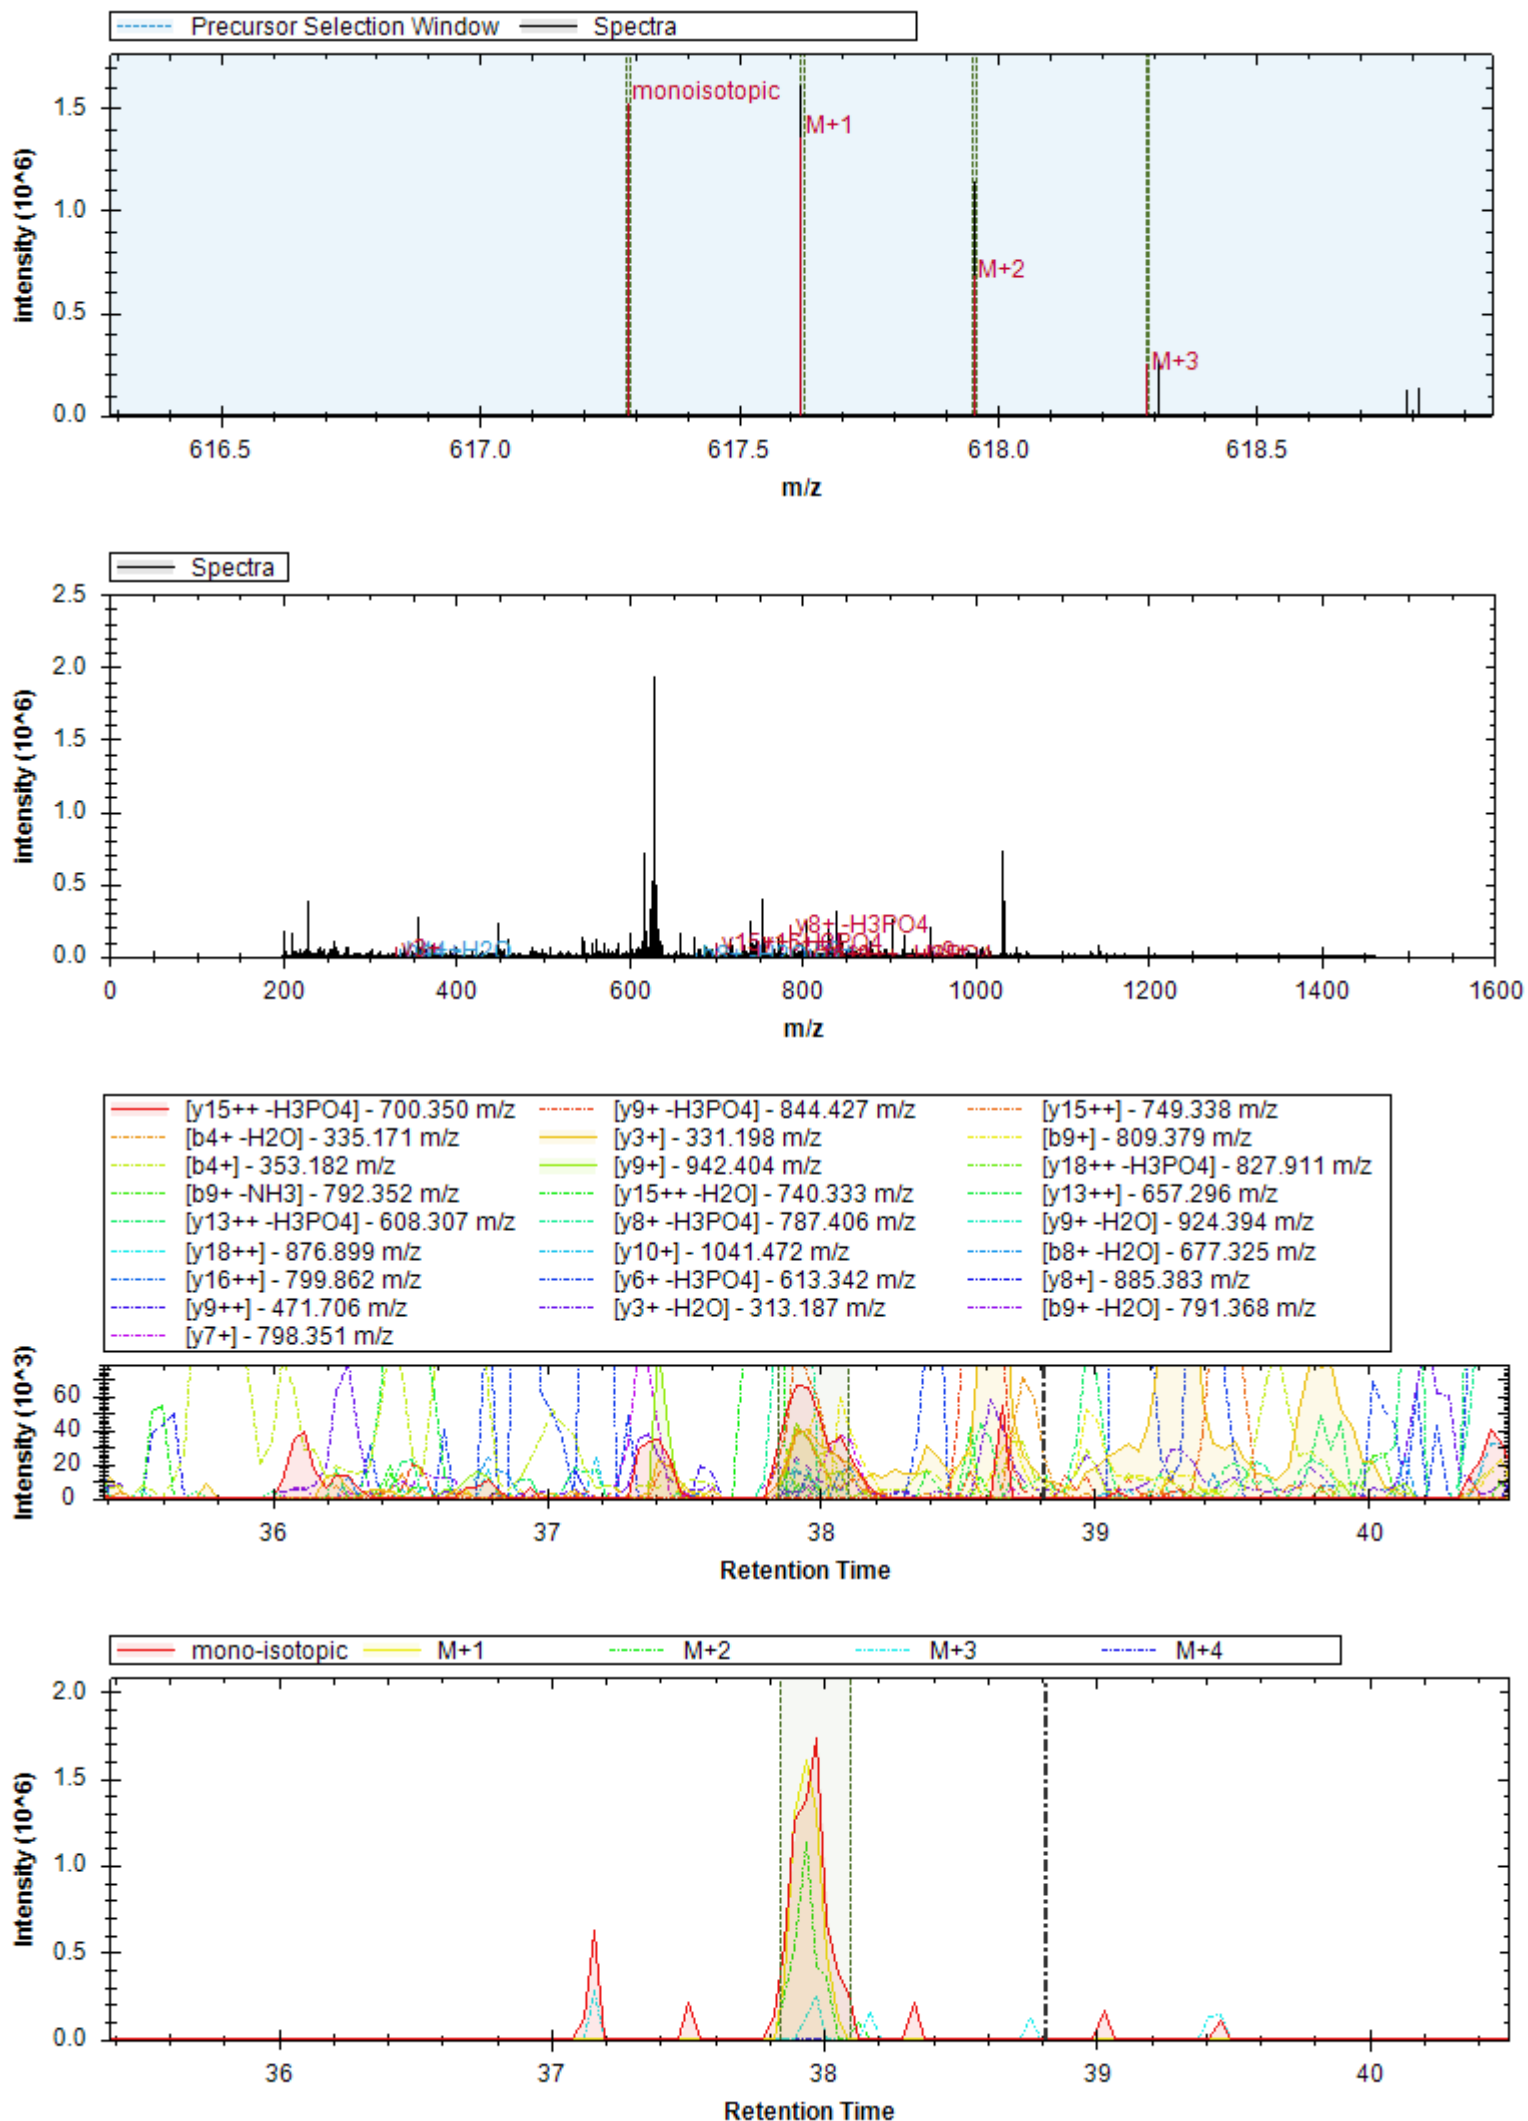 Precursor Selection Window Spectra
intensity (10^6)
1.5
1.0
0.5
0.0
monoisotopic
M+1
M+2
M+3
616.5 617.0 617.5 618.0 618.5
m/z
Spectra
intensity (10^6)
2.5
2.0
1.5
1.0
0.5
0.0
y8+ -H3PO4
0 200 400 600 800 1000 1200 1400 1600
m/z
[y15++ -H3PO4] - 700.350 m/z [y9+ -H3PO4] - 844.427 m/z [y15++] - 749.338 m/z
[b4+ -H2O] - 335.171 m/z [y3+] - 331.198 m/z [b9+] - 809.379 m/z
[b4+] - 353.182 m/z [y9+] - 942.404 m/z [y18++ -H3PO4] - 827.911 m/z
[b9+ -NH3] - 792.352 m/z [y15++ -H2O] - 740.333 m/z [y13++] - 657.296 m/z
[y13++ -H3PO4] - 608.307 m/z [y8+ -H3PO4] - 787.406 m/z [y9+ -H2O] - 924.394 m/z
[y18++] - 876.899 m/z [y10+] - 1041.472 m/z [b8+ -H2O] - 677.325 m/z
[y16++] - 799.862 m/z [y6+ -H3PO4] - 613.342 m/z [y8+] - 885.383 m/z
[y9++] - 471.706 m/z [y3+ -H2O] - 313.187 m/z [b9+ -H2O] - 791.368 m/z
[y7+] - 798.351 m/z
Intensity (10^3)
60
40
20
0
36 37 38 39 40
Retention Time
mono-isotopic M+1 M+2 M+3 M+4
Intensity (10^6)
2.0
1.5
1.0
0.5
0.0
36 37 38 39 40
Retention Time